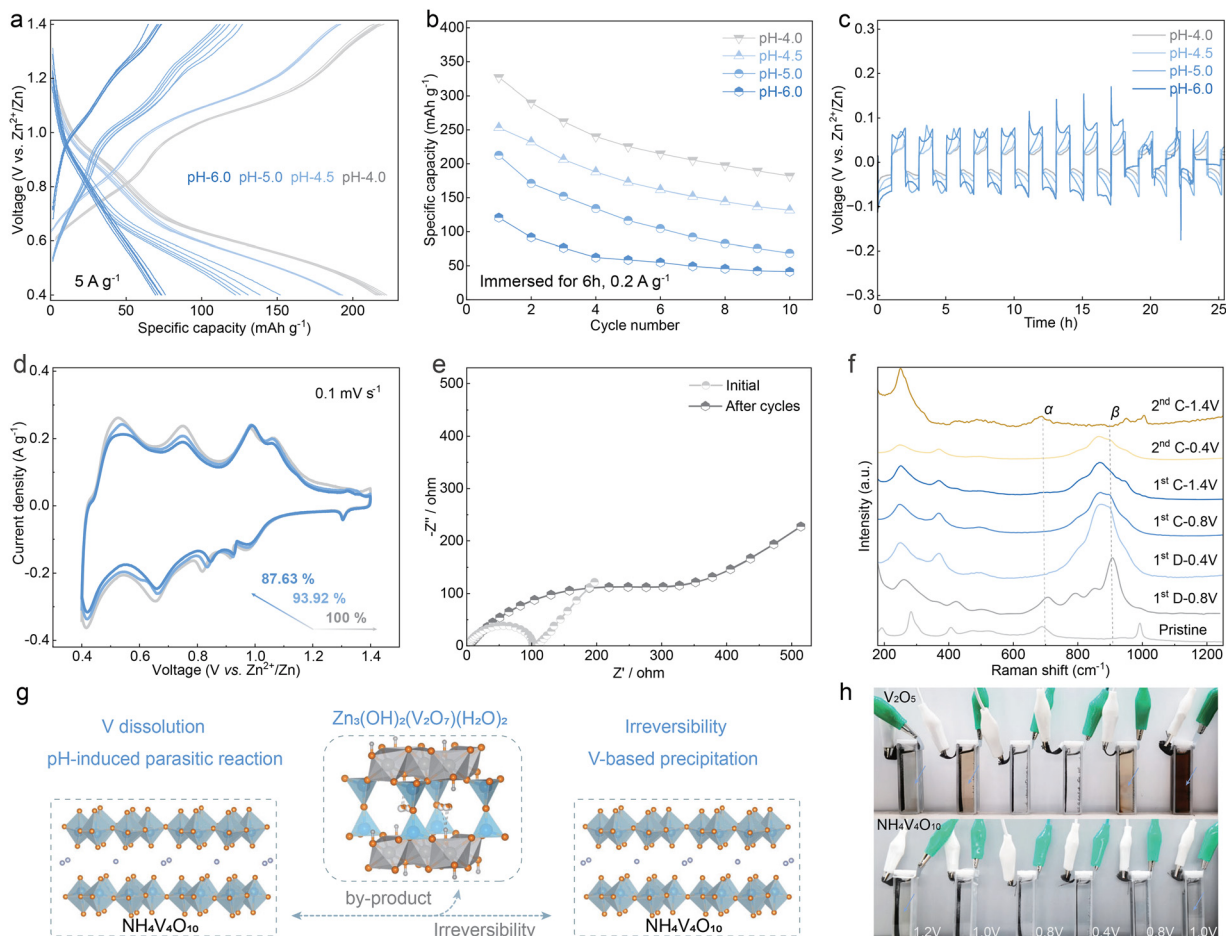 a
1.4
1.2
1.0
0.8
0.6
0.4
Voltage (V vs. Zn²⁺/Zn)
pH-6.0 pH-5.0 pH-4.5 pH-4.0
5 A g⁻¹
0 50 100 150 200
Specific capacity (mAh g⁻¹)
b
400
350
300
250
200
150
100
50
0
Specific capacity (mAh g⁻¹)
pH-4.0
pH-4.5
pH-5.0
pH-6.0
Immersed for 6h, 0.2 A g⁻¹
2 4 6 8 10
Cycle number
c
0.3
0.2
0.1
0.0
−0.1
−0.2
−0.3
Voltage (V vs. Zn²⁺/Zn)
pH-4.0
pH-4.5
pH-5.0
pH-6.0
0 5 10 15 20 25
Time (h)
d
0.4
0.2
0.0
-0.2
-0.4
Current density (A g⁻¹)
0.1 mV s⁻¹
87.63 %
93.92 %
100 %
0.4 0.6 0.8 1.0 1.2 1.4
Voltage (V vs. Zn²⁺/Zn)
e
500
400
300
200
100
0
-Z'' / ohm
Initial
After cycles
0 100 200 300 400 500
Z' / ohm
f
Intensity (a.u.)
α
β
2ⁿᵈ C-1.4V
2ⁿᵈ C-0.4V
1ˢᵗ C-1.4V
1ˢᵗ C-0.8V
1ˢᵗ D-0.4V
1ˢᵗ D-0.8V
Pristine
200 400 600 800 1000 1200
Raman shift (cm⁻¹)
g
V dissolution
pH-induced parasitic reaction
Zn₃(OH)₂(V₂O₇)(H₂O)₂
Irreversibility
V-based precipitation
by-product
Irreversibility
NH₄V₄O₁₀
NH₄V₄O₁₀
h
V₂O₅
NH₄V₄O₁₀
1.2V 1.0V 0.8V 0.4V 0.8V 1.0V